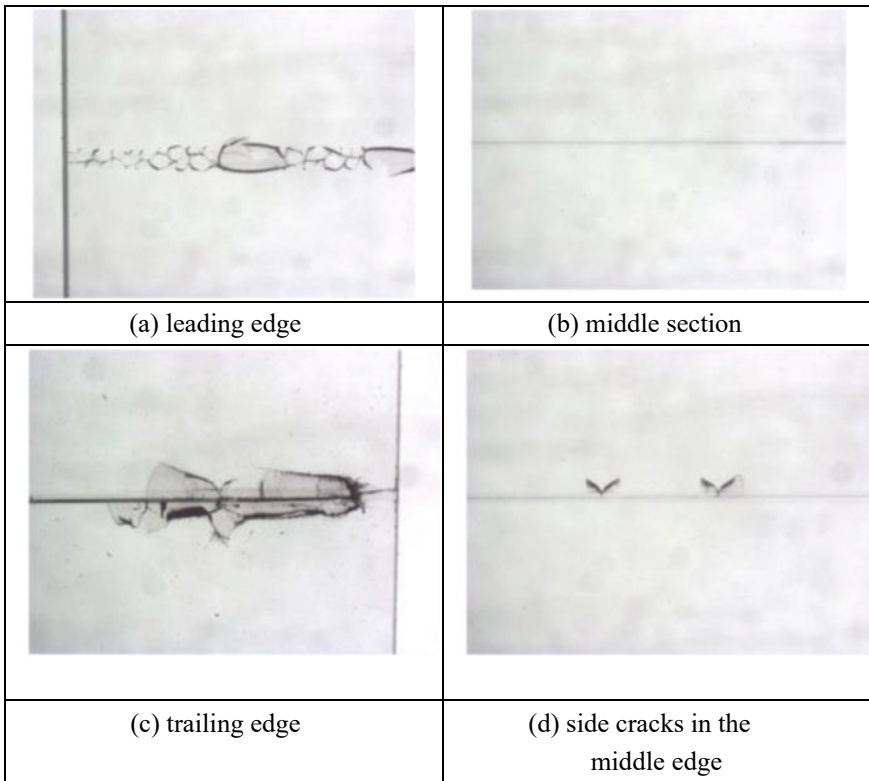 (a) leading edge
(b) middle section
(c) trailing edge
(d) side cracks in the
middle edge